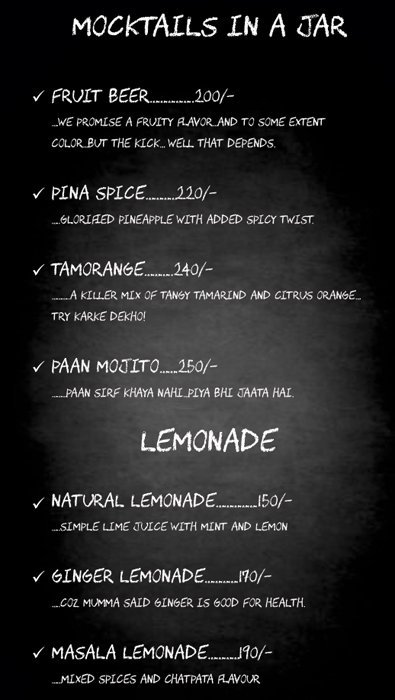 MOCKTAILS IN A JAR
✓ FRUIT BEER...............200/-
...WE PROMISE A FRUITY FLAVOR..AND TO SOME EXTENT
COLOR..BUT THE KICK... WELL THAT DEPENDS.
✓ PINA SPICE..........220/-
....GLORIFIED PINEAPPLE WITH ADDED SPICY TWIST.
✓ TAMORANGE..........240/-
.........A KILLER MIX OF TANGY TAMARIND AND CITRUS ORANGE...
TRY KARKE DEKHO!
✓ PAAN MOJITO......250/-
.......PAAN SIRF KHAYA NAHI..PIYA BHI JAATA HAI.
LEMONADE
✓ NATURAL LEMONADE.............150/-
....SIMPLE LIME JUICE WITH MINT AND LEMON
✓ GINGER LEMONADE..........170/-
....COZ MUMMA SAID GINGER IS GOOD FOR HEALTH.
✓ MASALA LEMONADE..........190/-
....MIXED SPICES AND CHATPATA FLAVOUR